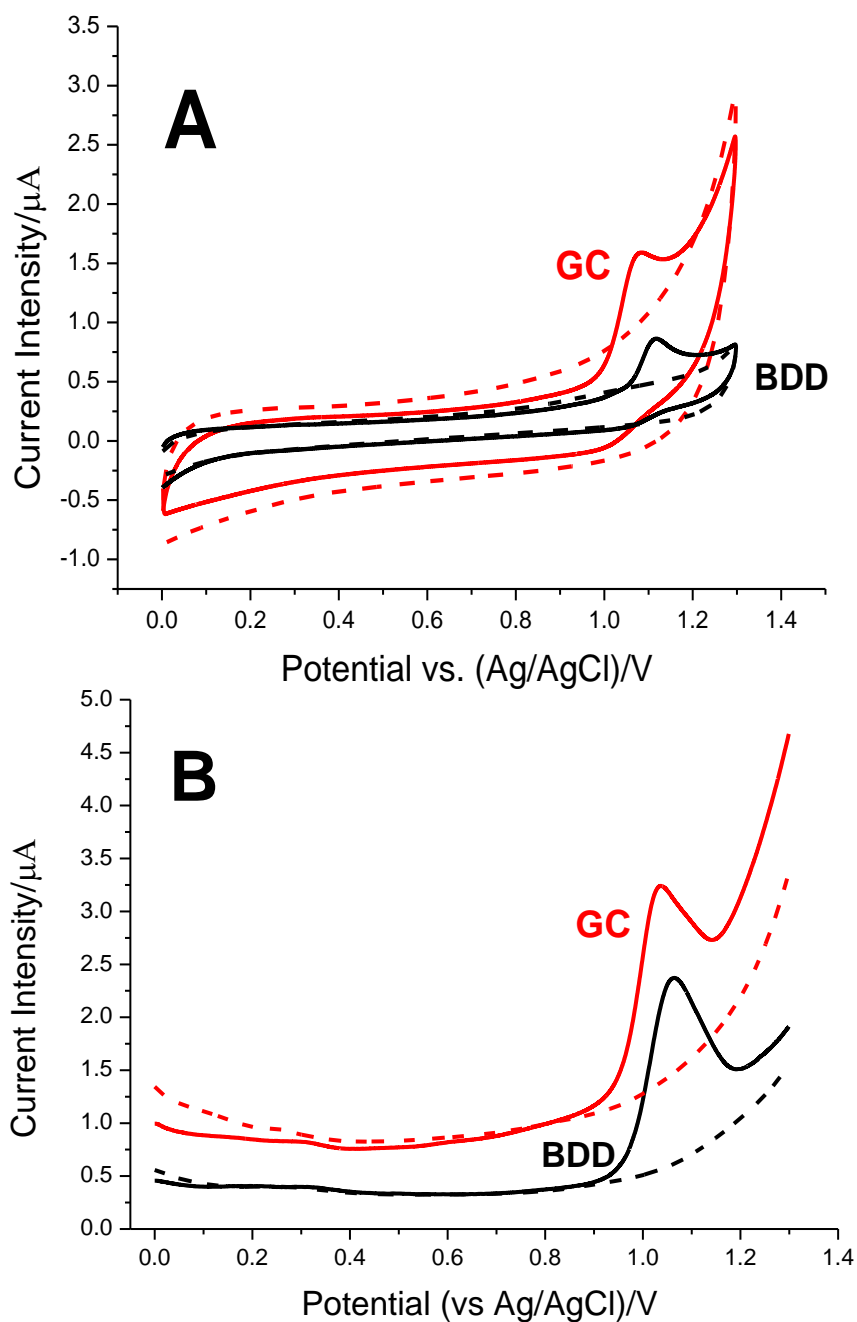 3.5
3.0
2.5
2.0
1.5
1.0
0.5
0.0
-0.5
-1.0
Current Intensity/μA
A
GC
BDD
0.0 0.2 0.4 0.6 0.8 1.0 1.2 1.4
Potential vs. (Ag/AgCl)/V
5.0
4.5
4.0
3.5
3.0
2.5
2.0
1.5
1.0
0.5
0.0
Current Intensity/μA
B
GC
BDD
0.0 0.2 0.4 0.6 0.8 1.0 1.2 1.4
Potential (vs Ag/AgCl)/V